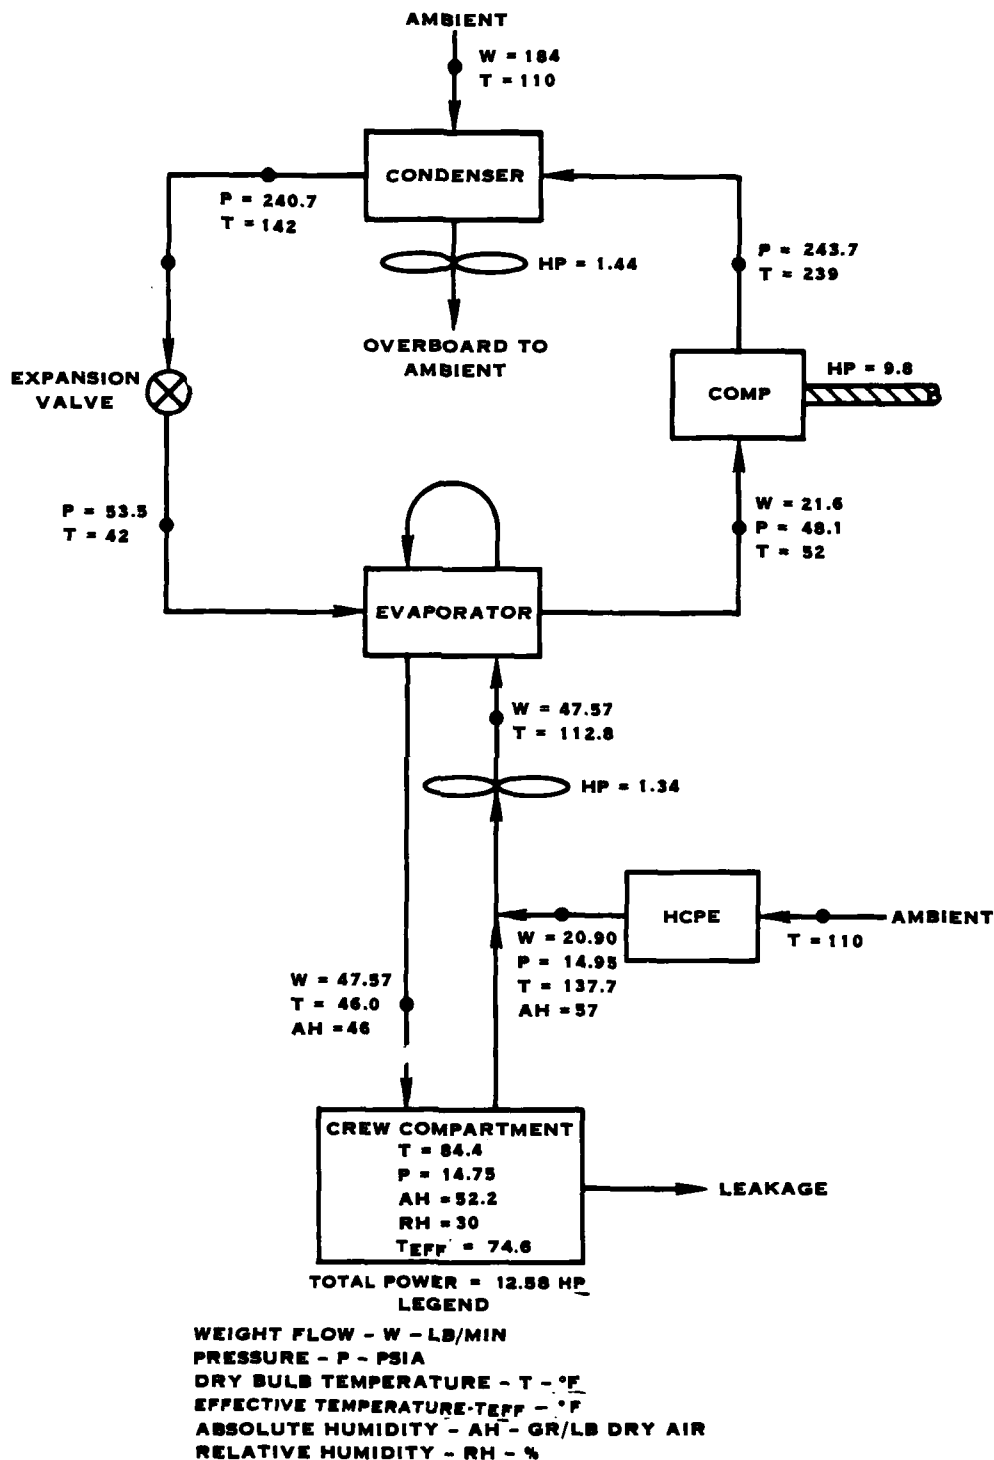 AMBIENT
W = 184
T = 110
CONDENSER
P = 240.7
T = 142
HP = 1.44
P = 243.7
T = 239
OVERBOARD TO
AMBIENT
EXPANSION
VALVE
COMP
HP = 9.8
P = 53.5
T = 42
W = 21.6
P = 48.1
T = 52
EVAPORATOR
W = 47.57
T = 112.8
HP = 1.34
HCPE
AMBIENT
T = 110
W = 20.90
P = 14.95
T = 137.7
AH = 57
W = 47.57
T = 46.0
AH = 46
CREW COMPARTMENT
T = 84.4
P = 14.75
AH = 52.2
RH = 30
TEFF = 74.6
LEAKAGE
TOTAL POWER = 12.58 HP
LEGEND
WEIGHT FLOW - W - LB/MIN
PRESSURE - P - PSIA
DRY BULB TEMPERATURE - T - °F
EFFECTIVE TEMPERATURE-TEFF - °F
ABSOLUTE HUMIDITY - AH - GR/LB DRY AIR
RELATIVE HUMIDITY - RH - %